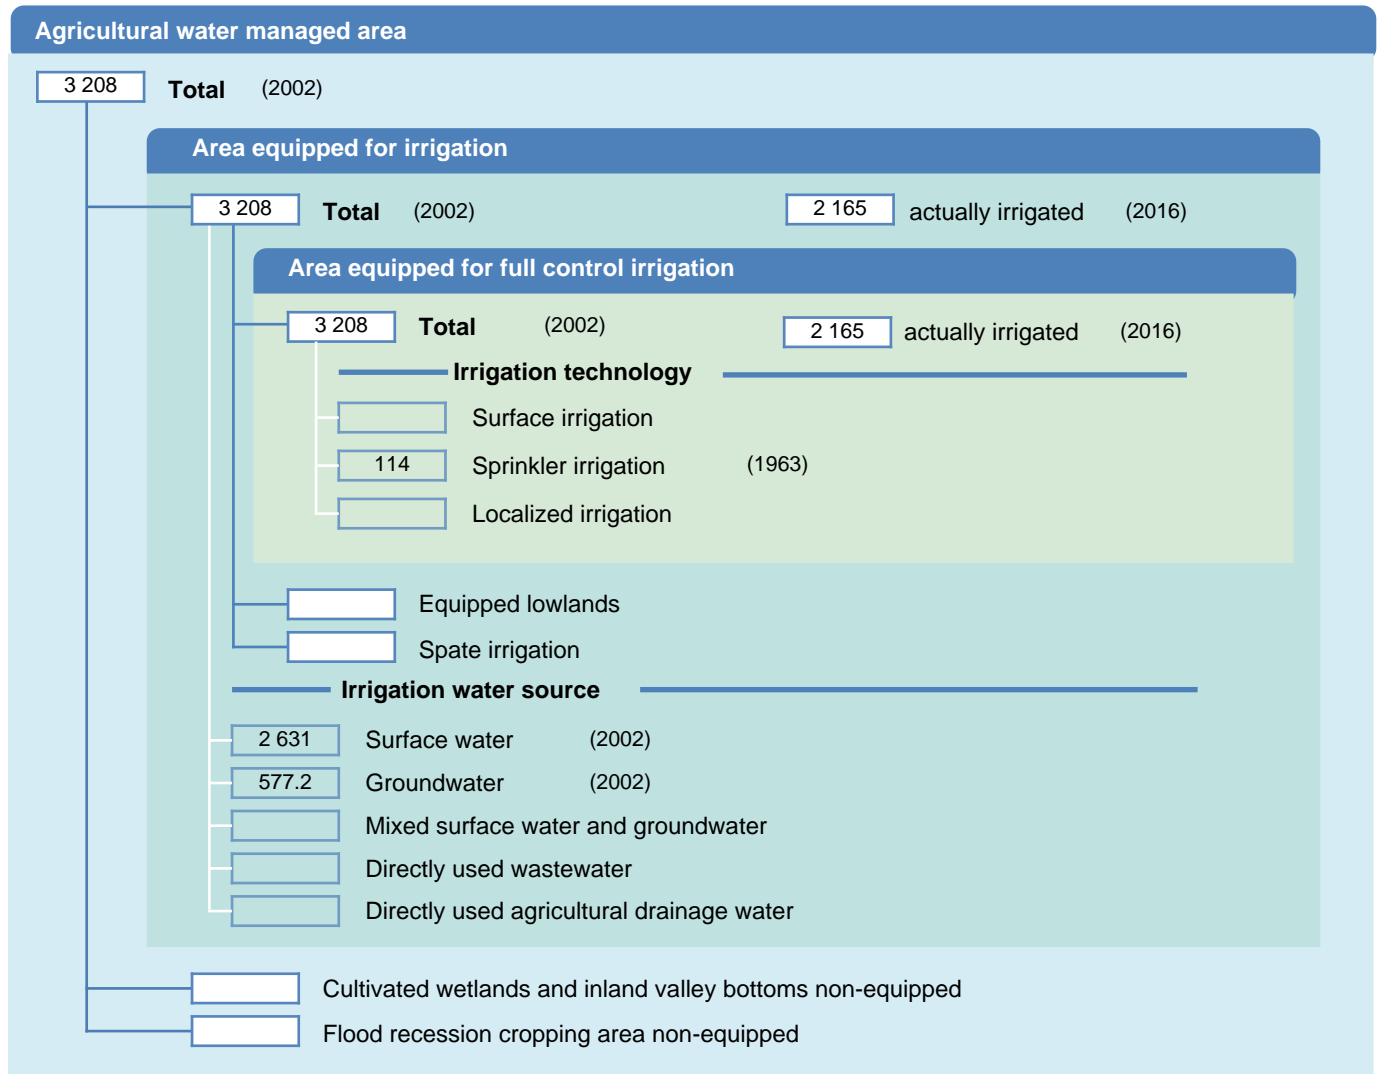 Agricultural water managed area
3 208 Total (2002)
Area equipped for irrigation
3 208 Total (2002) 2 165 actually irrigated (2016)
Area equipped for full control irrigation
3 208 Total (2002) 2 165 actually irrigated (2016)
Irrigation technology
Surface irrigation
114 Sprinkler irrigation (1963)
Localized irrigation
Equipped lowlands
Spate irrigation
Irrigation water source
2 631 Surface water (2002)
577.2 Groundwater (2002)
Mixed surface water and groundwater
Directly used wastewater
Directly used agricultural drainage water
Cultivated wetlands and inland valley bottoms non-equipped
Flood recession cropping area non-equipped